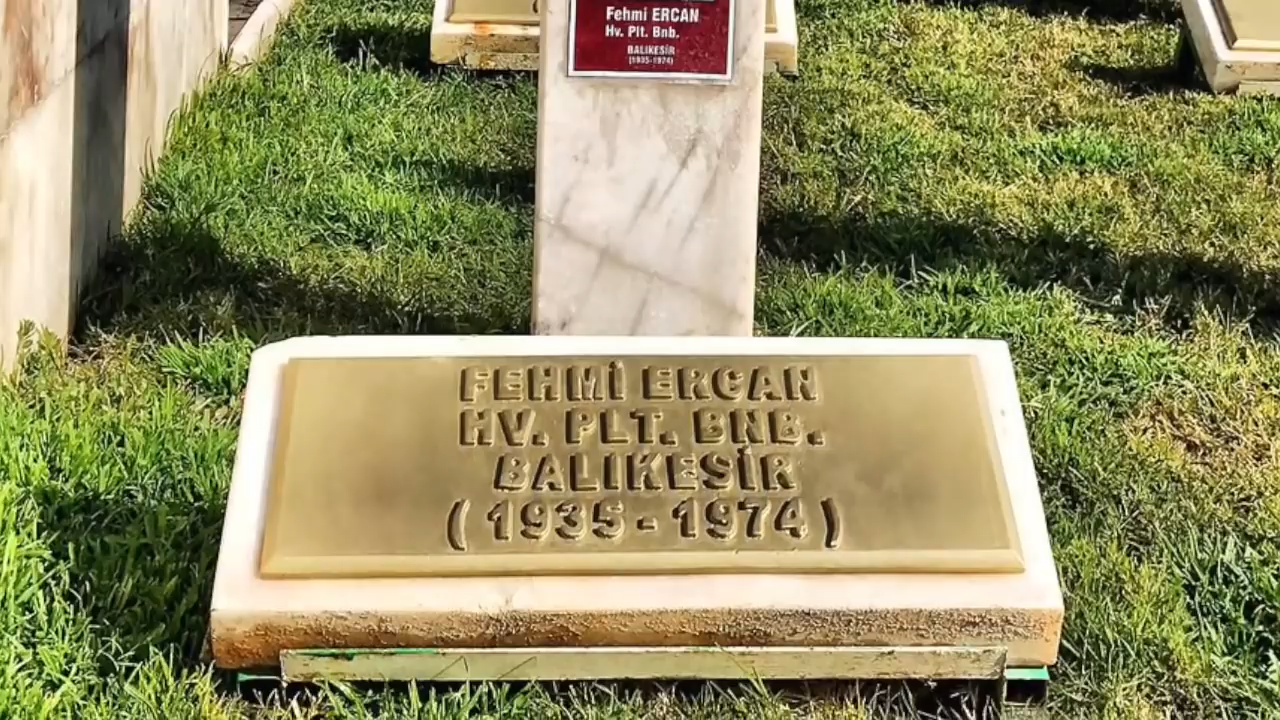 Fehmi ERCAN
Hv. Plt. Bnb.
BALIKESİR
(1935-1974)
FEHMİ ERCAN
HV. PLT. BNB.
BALIKESİR
( 1935 - 1974 )